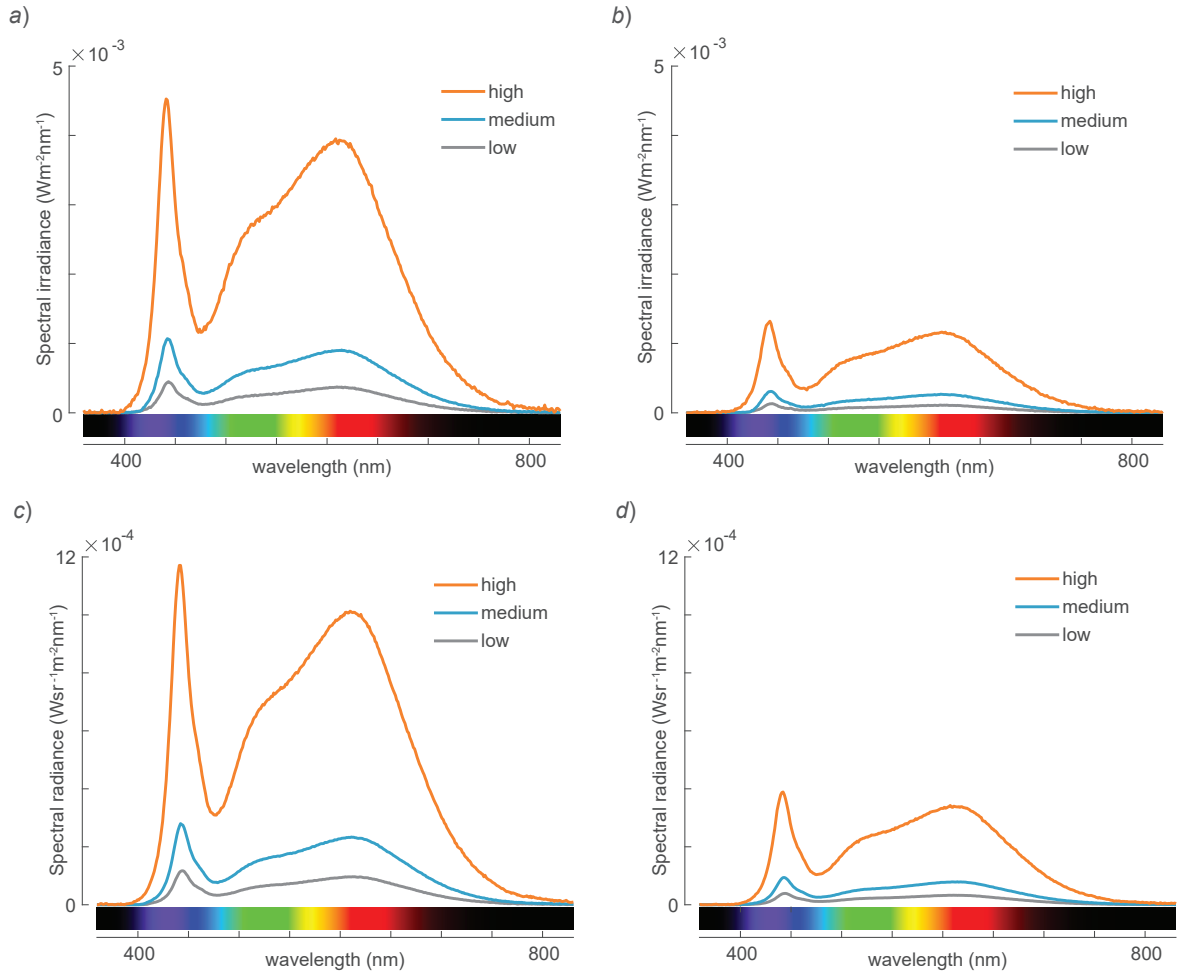 a)
×10⁻³
5
Spectral irradiance (Wm⁻²nm⁻¹)
high
medium
low
0
400
wavelength (nm)
800
b)
×10⁻³
5
Spectral irradiance (Wm⁻²nm⁻¹)
high
medium
low
0
400
wavelength (nm)
800
c)
×10⁻⁴
12
Spectral radiance (Wsr⁻¹m⁻²nm⁻¹)
high
medium
low
0
400
wavelength (nm)
800
d)
×10⁻⁴
12
Spectral radiance (Wsr⁻¹m⁻²nm⁻¹)
high
medium
low
0
400
wavelength (nm)
800